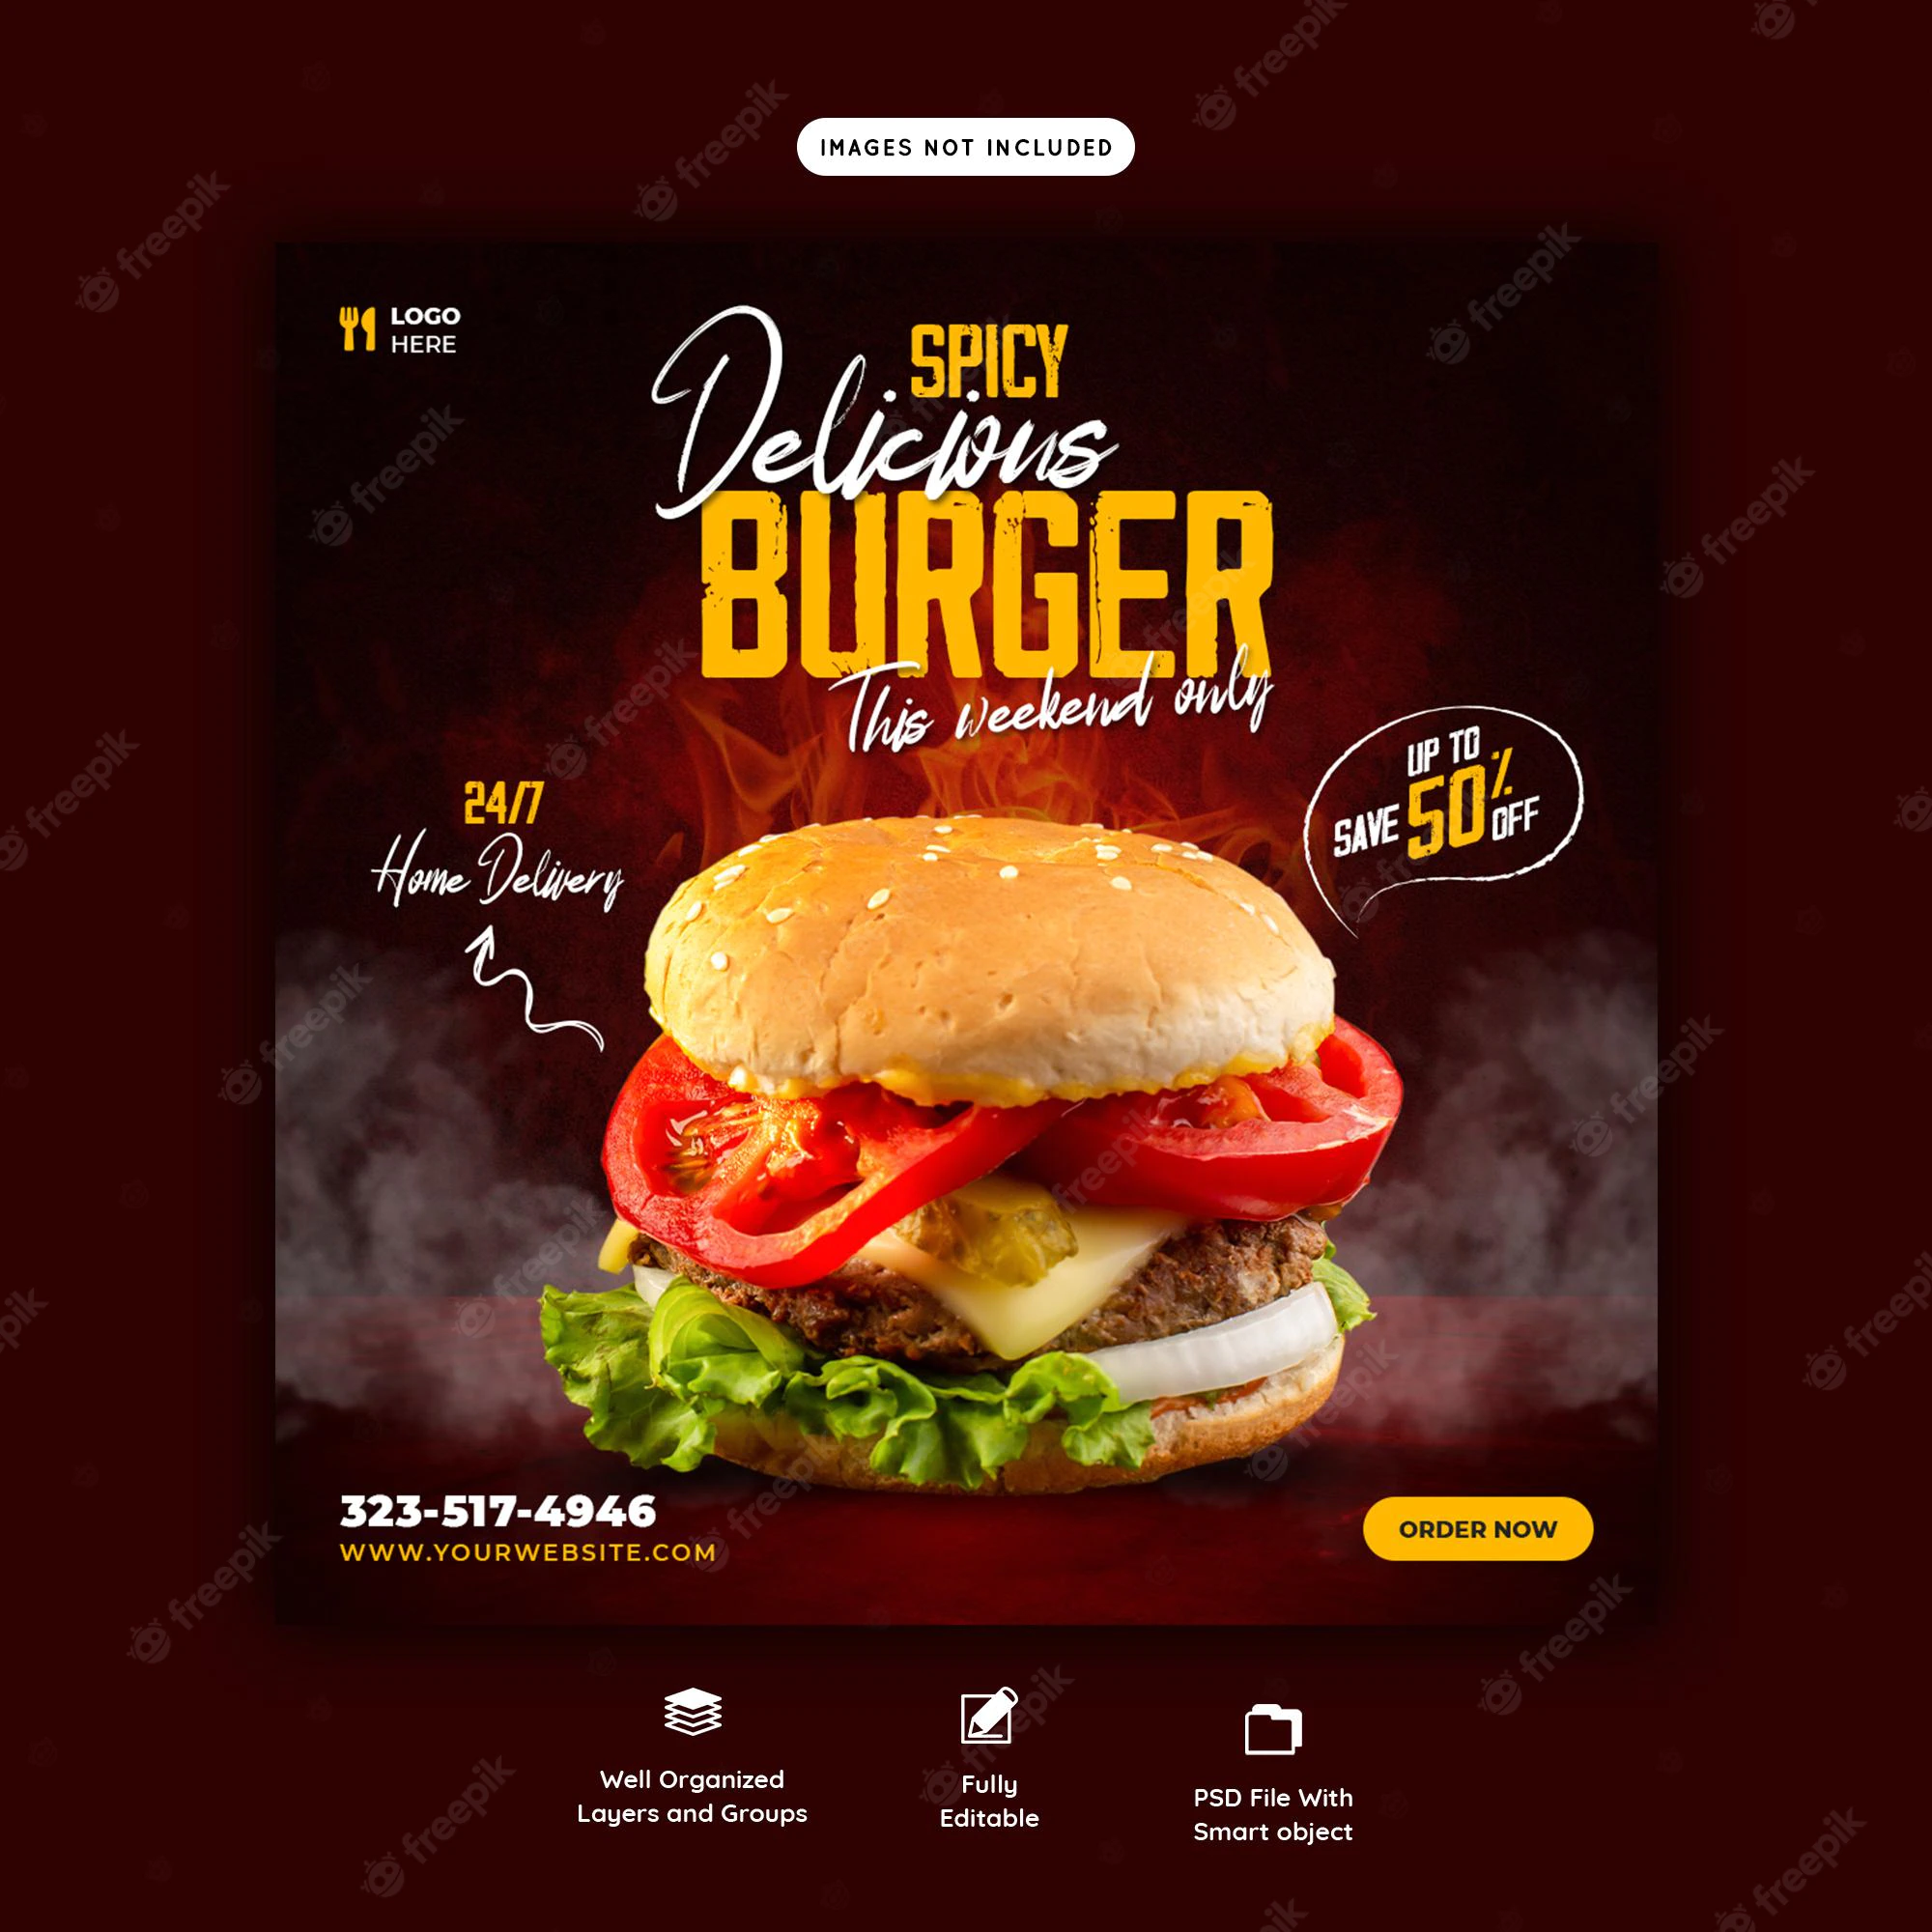 IMAGES NOT INCLUDED
LOGO
HERE
SPICY
Delicious
BURGER
This weekend only
24/7
Home Delivery
UP TO
SAVE 50% OFF
323-517-4946
WWW.YOURWEBSITE.COM
ORDER NOW
Well Organized
Layers and Groups
Fully
Editable
PSD File With
Smart object
freepik